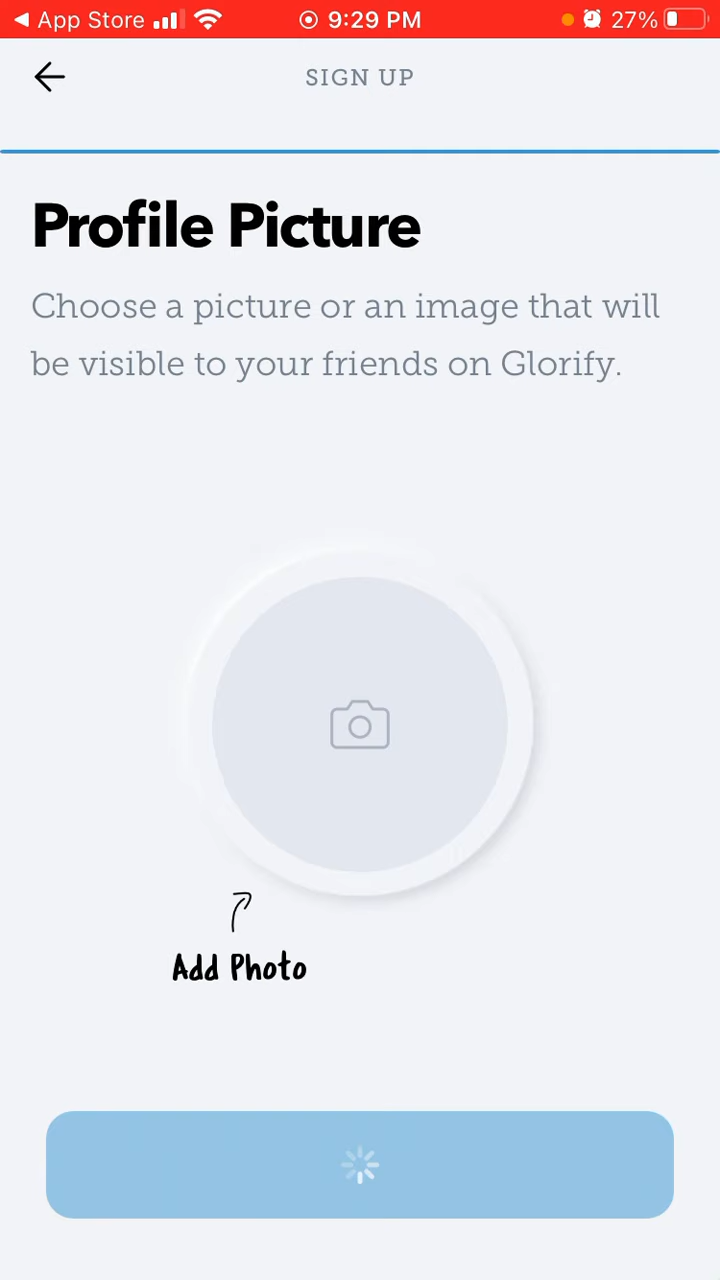 App Store 9:29 PM 27%
SIGN UP
Profile Picture
Choose a picture or an image that will
be visible to your friends on Glorify.
Add Photo